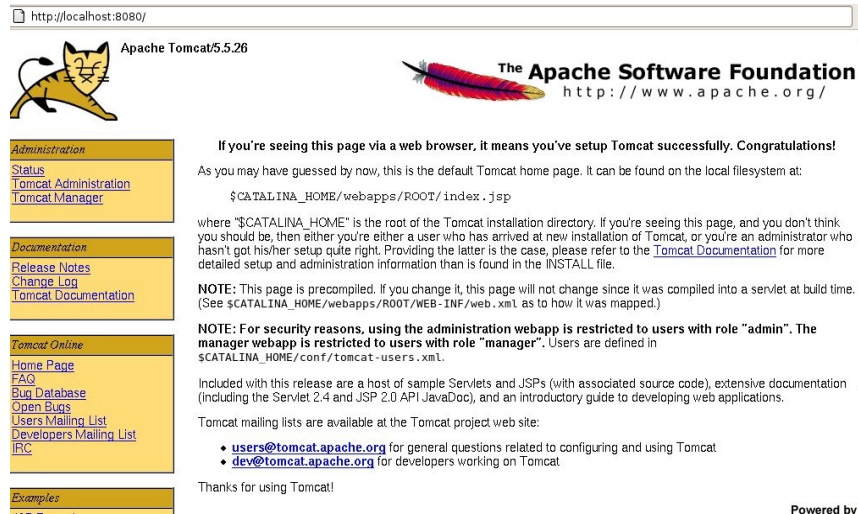 http://localhost:8080/
Apache Tomcat/5.5.26
The Apache Software Foundation
http://www.apache.org/
Administration
Status
Tomcat Administration
Tomcat Manager
Documentation
Release Notes
Change Log
Tomcat Documentation
Tomcat Online
Home Page
FAQ
Bug Database
Open Bugs
Users Mailing List
Developers Mailing List
IRC
Examples
If you're seeing this page via a web browser, it means you've setup Tomcat successfully. Congratulations!
As you may have guessed by now, this is the default Tomcat home page. It can be found on the local filesystem at:
$CATALINA_HOME/webapps/ROOT/index.jsp
where "$CATALINA_HOME" is the root of the Tomcat installation directory. If you're seeing this page, and you don't think
you should be, then either you're either a user who has arrived at new installation of Tomcat, or you're an administrator who
hasn't got his/her setup quite right. Providing the latter is the case, please refer to the Tomcat Documentation for more
detailed setup and administration information than is found in the INSTALL file.
NOTE: This page is precompiled. If you change it, this page will not change since it was compiled into a servlet at build time.
(See $CATALINA_HOME/webapps/ROOT/WEB-INF/web.xml as to how it was mapped.)
NOTE: For security reasons, using the administration webapp is restricted to users with role "admin". The
manager webapp is restricted to users with role "manager". Users are defined in
$CATALINA_HOME/conf/tomcat-users.xml.
Included with this release are a host of sample Servlets and JSPs (with associated source code), extensive documentation
(including the Servlet 2.4 and JSP 2.0 API JavaDoc), and an introductory guide to developing web applications.
Tomcat mailing lists are available at the Tomcat project web site:
users@tomcat.apache.org for general questions related to configuring and using Tomcat
dev@tomcat.apache.org for developers working on Tomcat
Thanks for using Tomcat!
Powered by